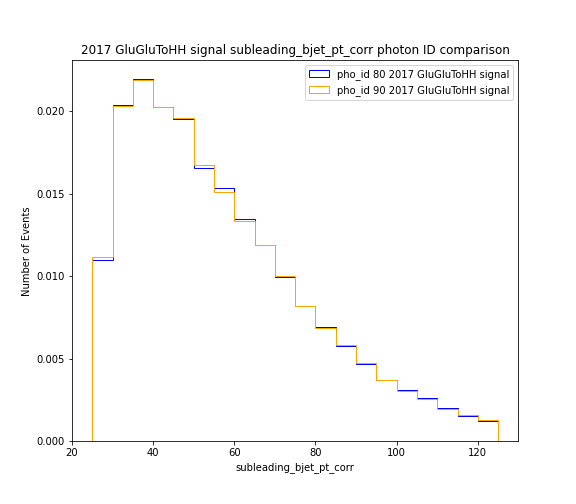 2017 GluGluToHH signal subleading_bjet_pt_corr photon ID comparison
pho_id 80 2017 GluGluToHH signal
pho_id 90 2017 GluGluToHH signal
Number of Events
0.020
0.015
0.010
0.005
0.000
20 40 60 80 100 120
subleading_bjet_pt_corr